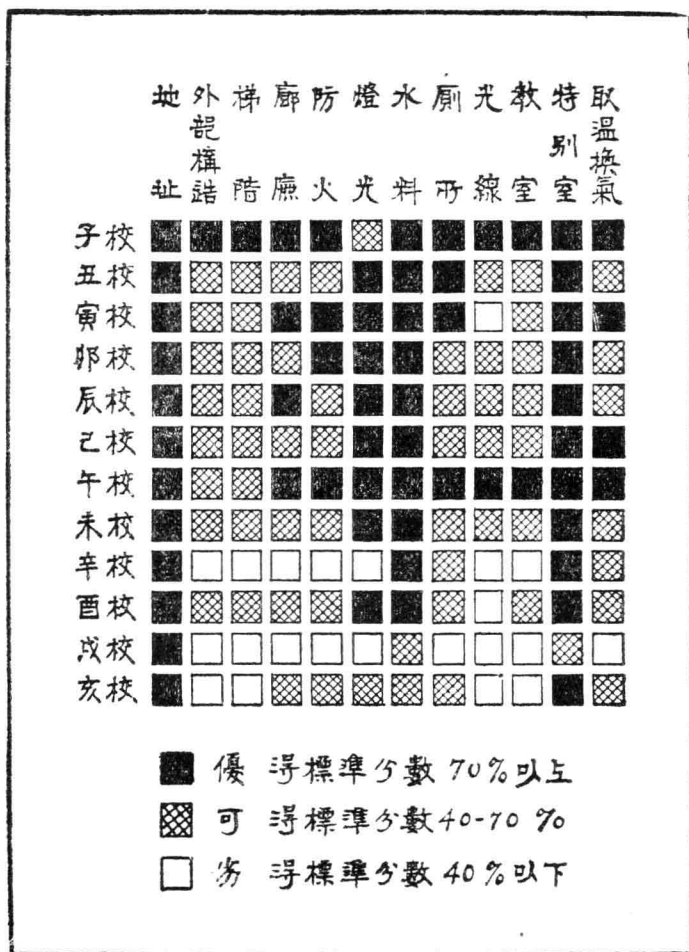 地址 外部構造 梯階 廊廡 防火 燈光 水料 廁所 光線 教室 特別室 取溫換氣
子校
丑校
寅校
卯校
辰校
己校
午校
未校
辛校
酉校
戍校
亥校
優 得標準分數 70%以上
可 得標準分數 40-70 %
劣 得標準分數 40%以下